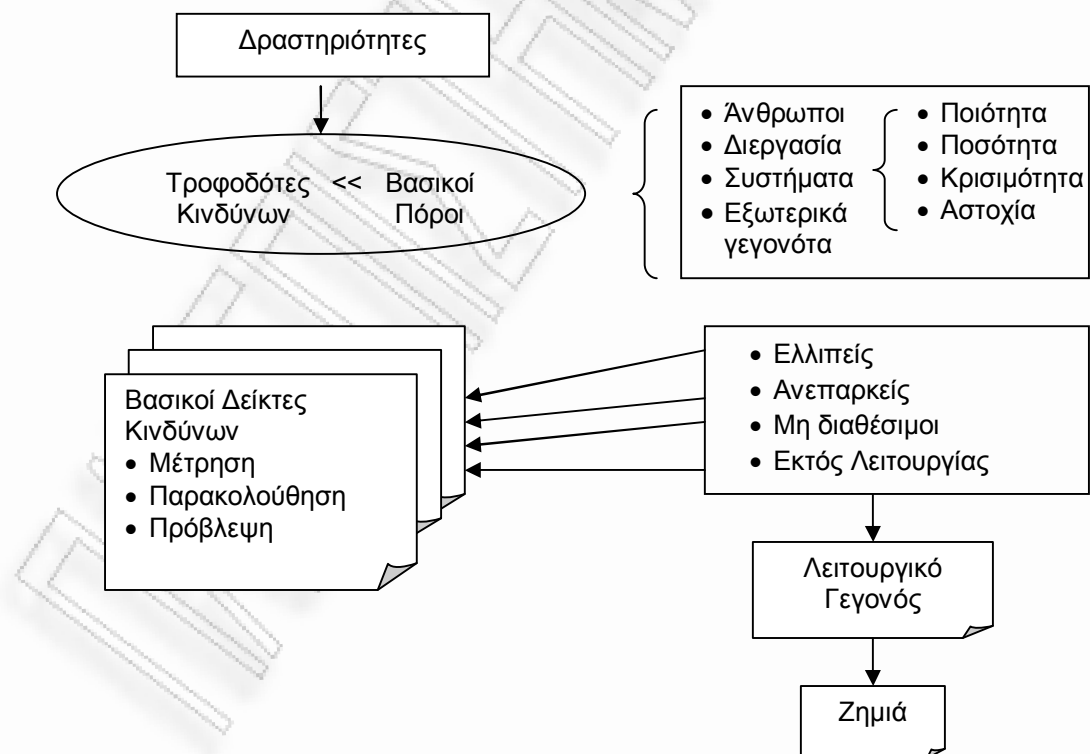 Δραστηριότητες
Τροφοδότες << Βασικοί
Κινδύνων Πόροι
• Άνθρωποι
• Διεργασία
• Συστήματα
• Εξωτερικά
γεγονότα
• Ποιότητα
• Ποσότητα
• Κρισιμότητα
• Αστοχία
Βασικοί Δείκτες
Κινδύνων
• Μέτρηση
• Παρακολούθηση
• Πρόβλεψη
• Ελλιπείς
• Ανεπαρκείς
• Μη διαθέσιμοι
• Εκτός Λειτουργίας
Λειτουργικό
Γεγονός
Ζημιά